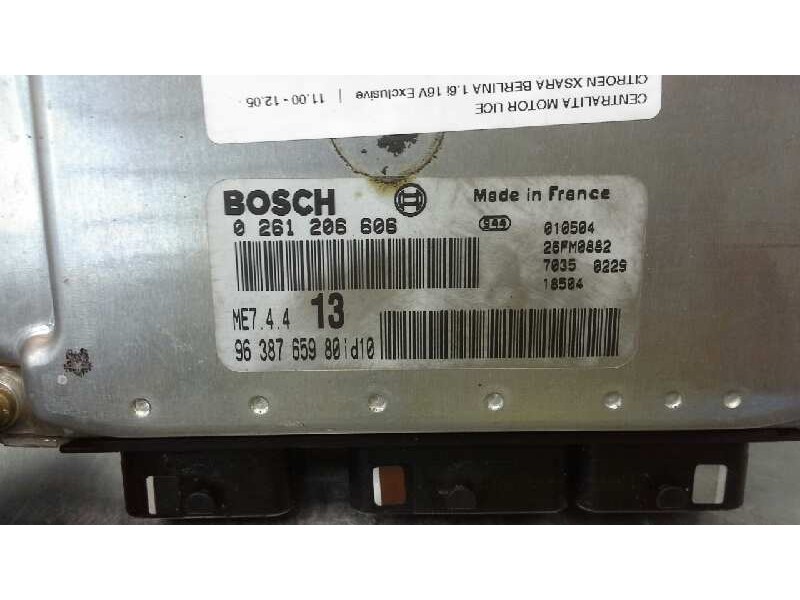 CENTRALITA MOTOR UCE
CITROEN XSARA BERLINA 1.6i 16V Exclusive | 11.00 - 12.05
BOSCH
Made in France
0 261 206 606
010504
26FM0882
7035 0229
18504
ME7.4.4 13
96 387 659 80id10